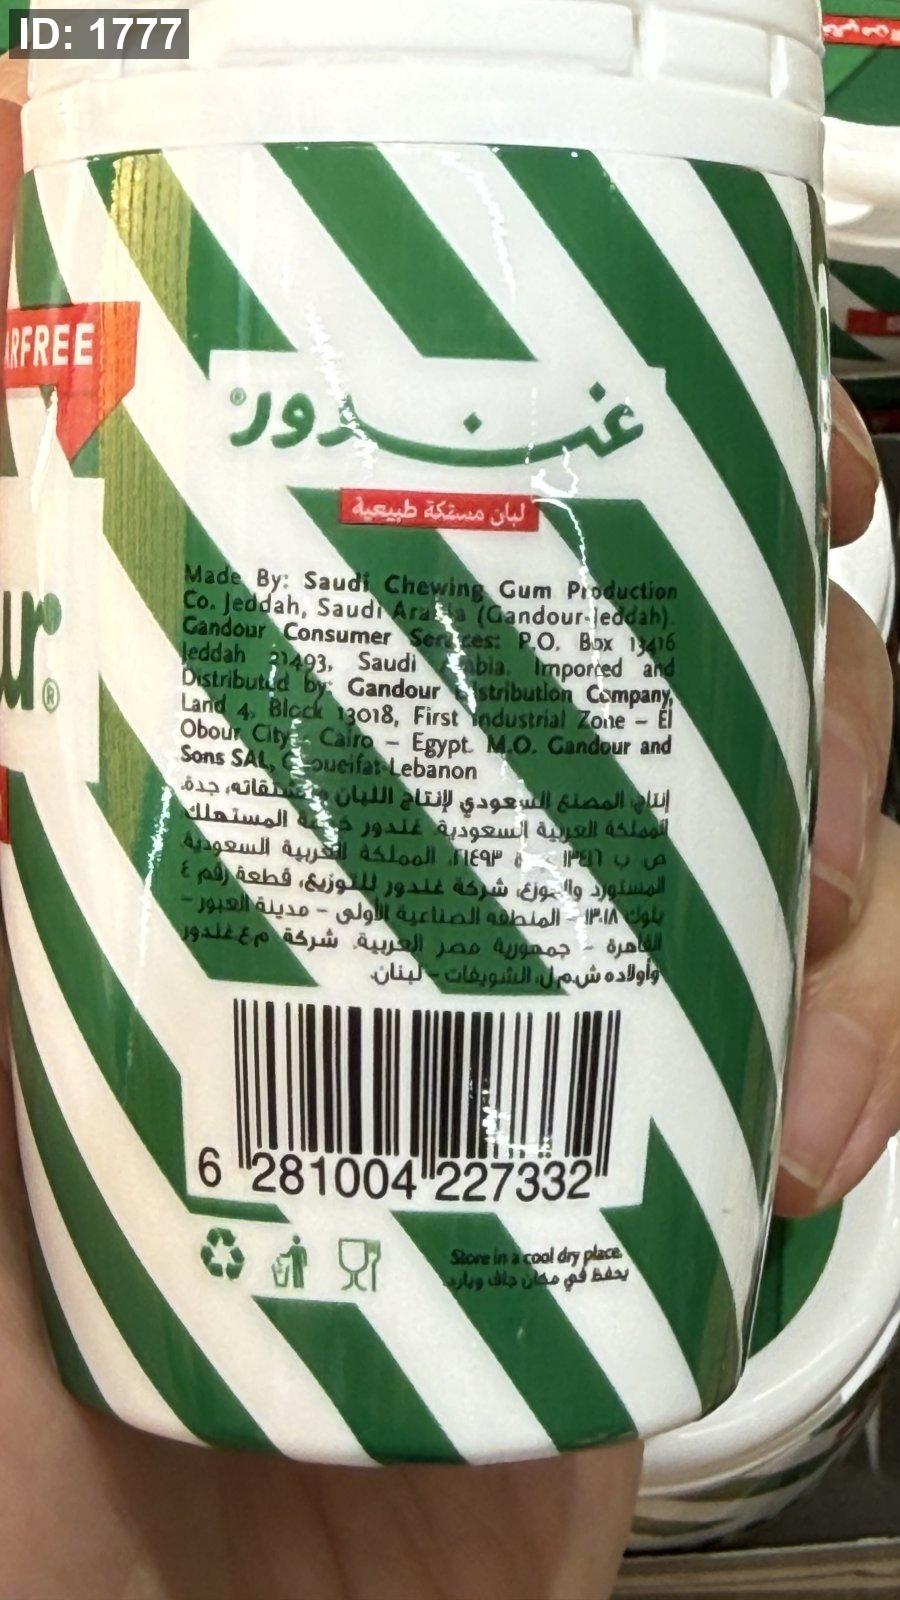 ID: 1777
ARFREE
ur®
غندور®
لبان مستكة طبيعية
Made By: Saudi Chewing Gum Production
Co. Jeddah, Saudi Arabia (Gandour-Jeddah).
Gandour Consumer Services: P.O. Box 13416
Jeddah 21493, Saudi Arabia. Imported and
Distributed by: Gandour Distribution Company,
Land 4, Block 13018, First Industrial Zone – El
Obour City – Cairo – Egypt. M.O. Gandour and
Sons SAL, Choueifat-Lebanon
إنتاج المصنع السعودي لإنتاج اللبان ومشتقاته، جدة،
المملكة العربية السعودية. غندور خدمة المستهلك
ص ب ١٣٤١٦ جدة ٢١٤٩٣، المملكة العربية السعودية
المستورد والموزع، شركة غندور للتوزيع، قطعة رقم ٤
بلوك ١٣٠١٨ - المنطقة الصناعية الأولى - مدينة العبور -
القاهرة - جمهورية مصر العربية. شركة م.ع.غندور
وأولاده ش.م.ل، الشويفات - لبنان.
6 281004 227332
Store in a cool dry place.
يحفظ في مكان جاف وبارد.